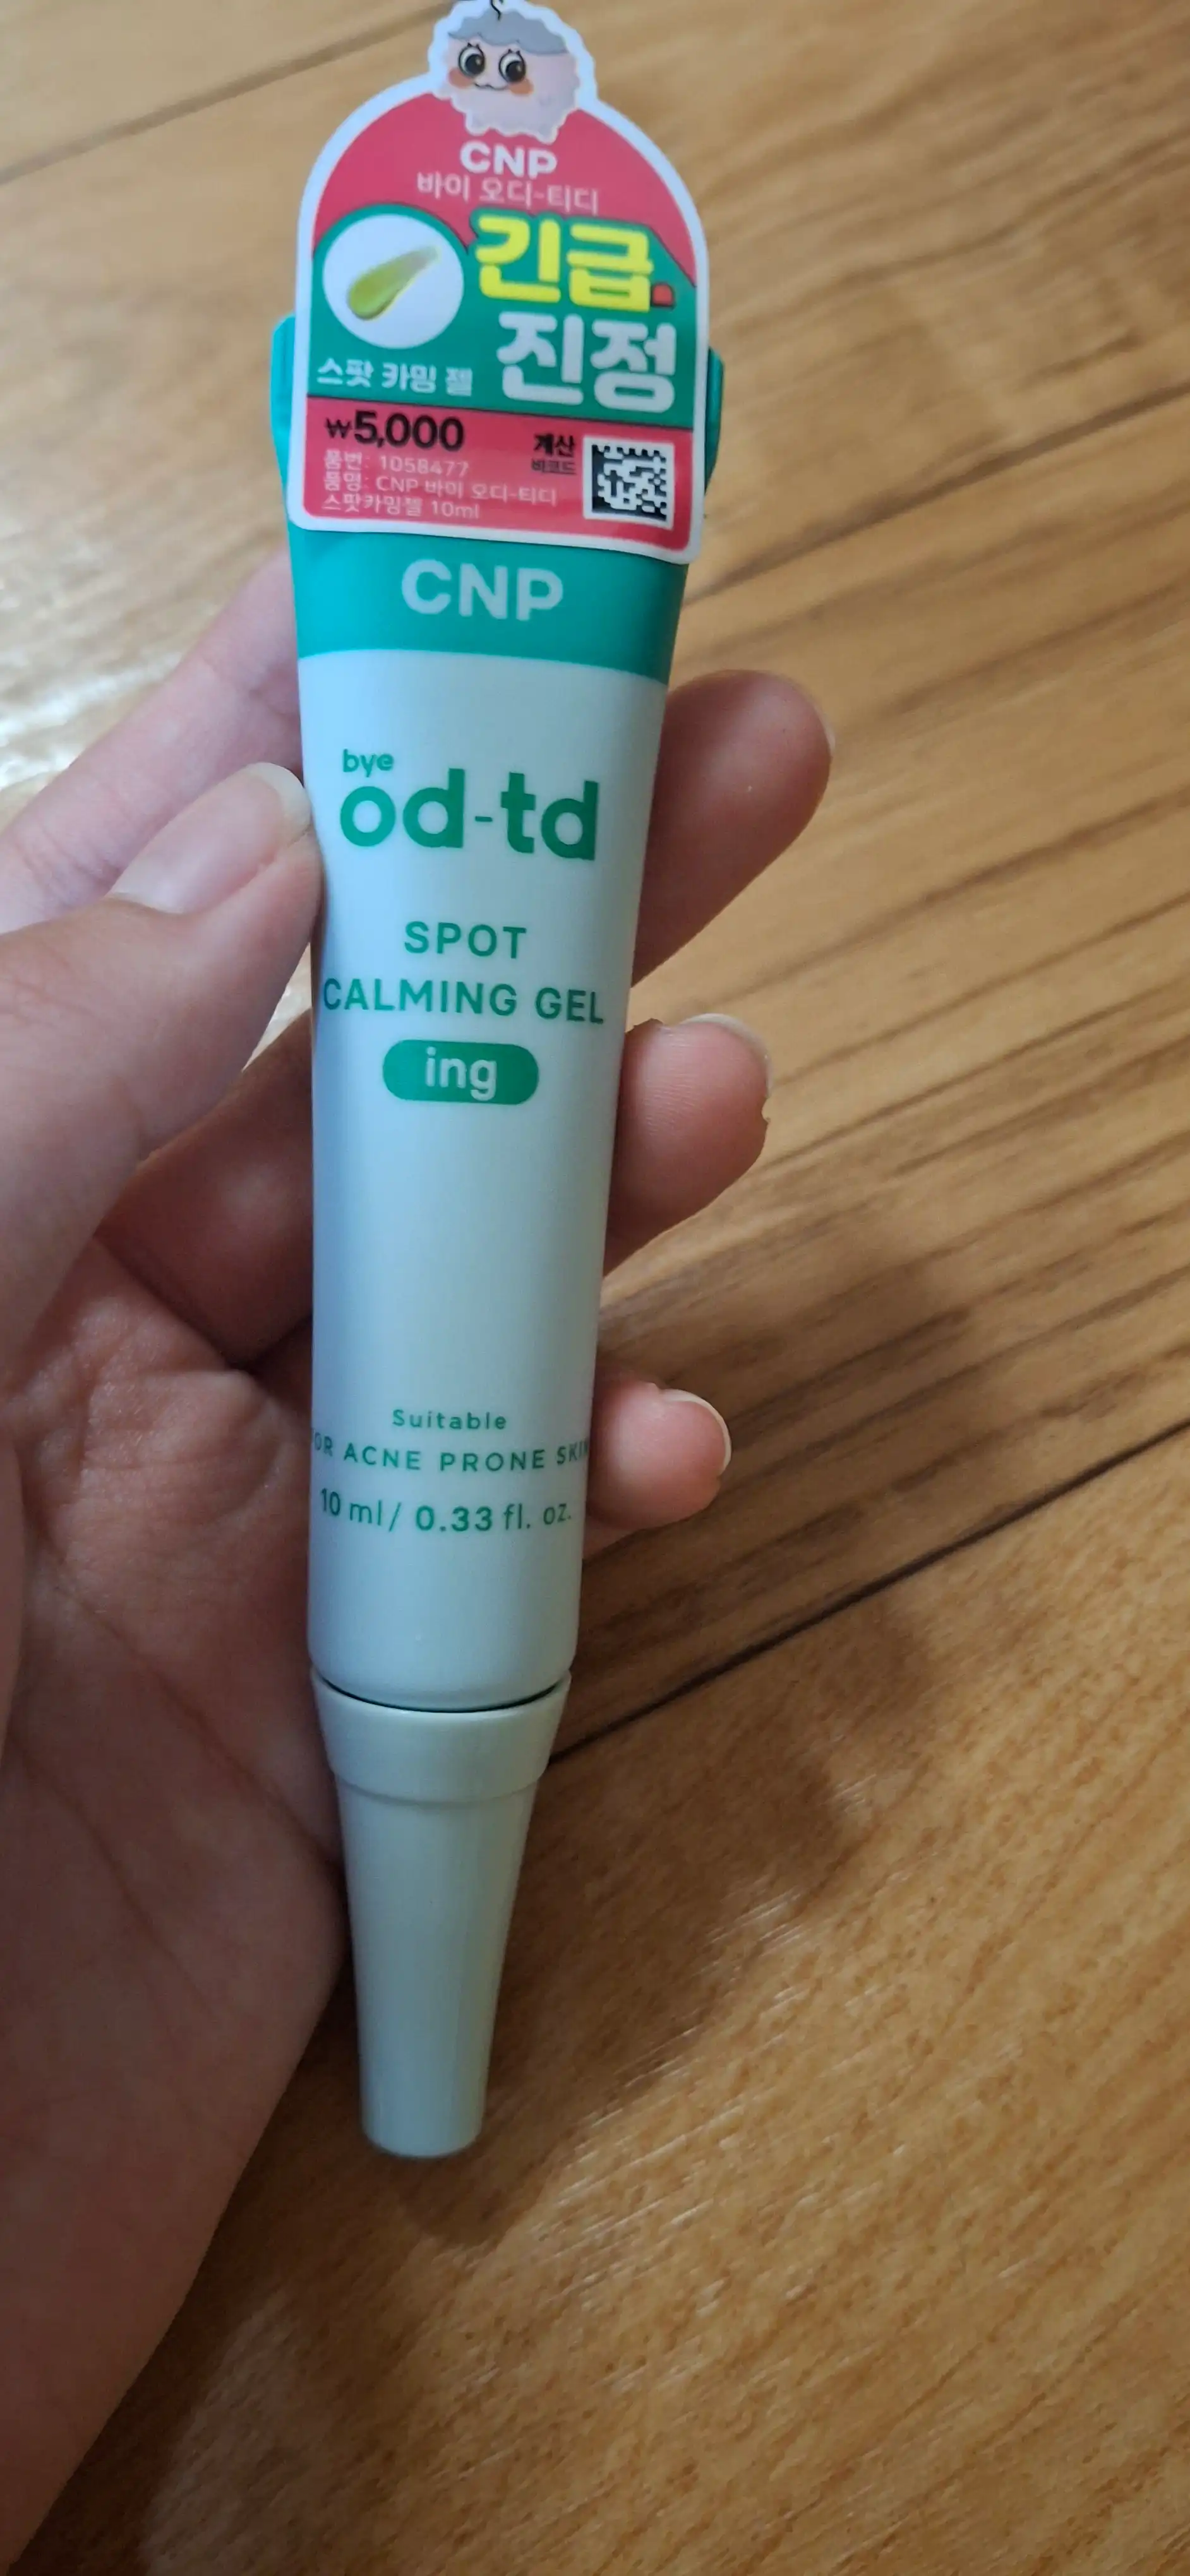 CNP
바이 오디-티디
긴급
진정
스팟 카밍 젤
₩5,000
계산
바코드
품번: 1058477
품명: CNP 바이 오디-티디
스팟카밍젤 10ml
CNP
bye
od-td
SPOT
CALMING GEL
ing
Suitable
OR ACNE PRONE SKIN
10 ml/ 0.33 fl. oz.